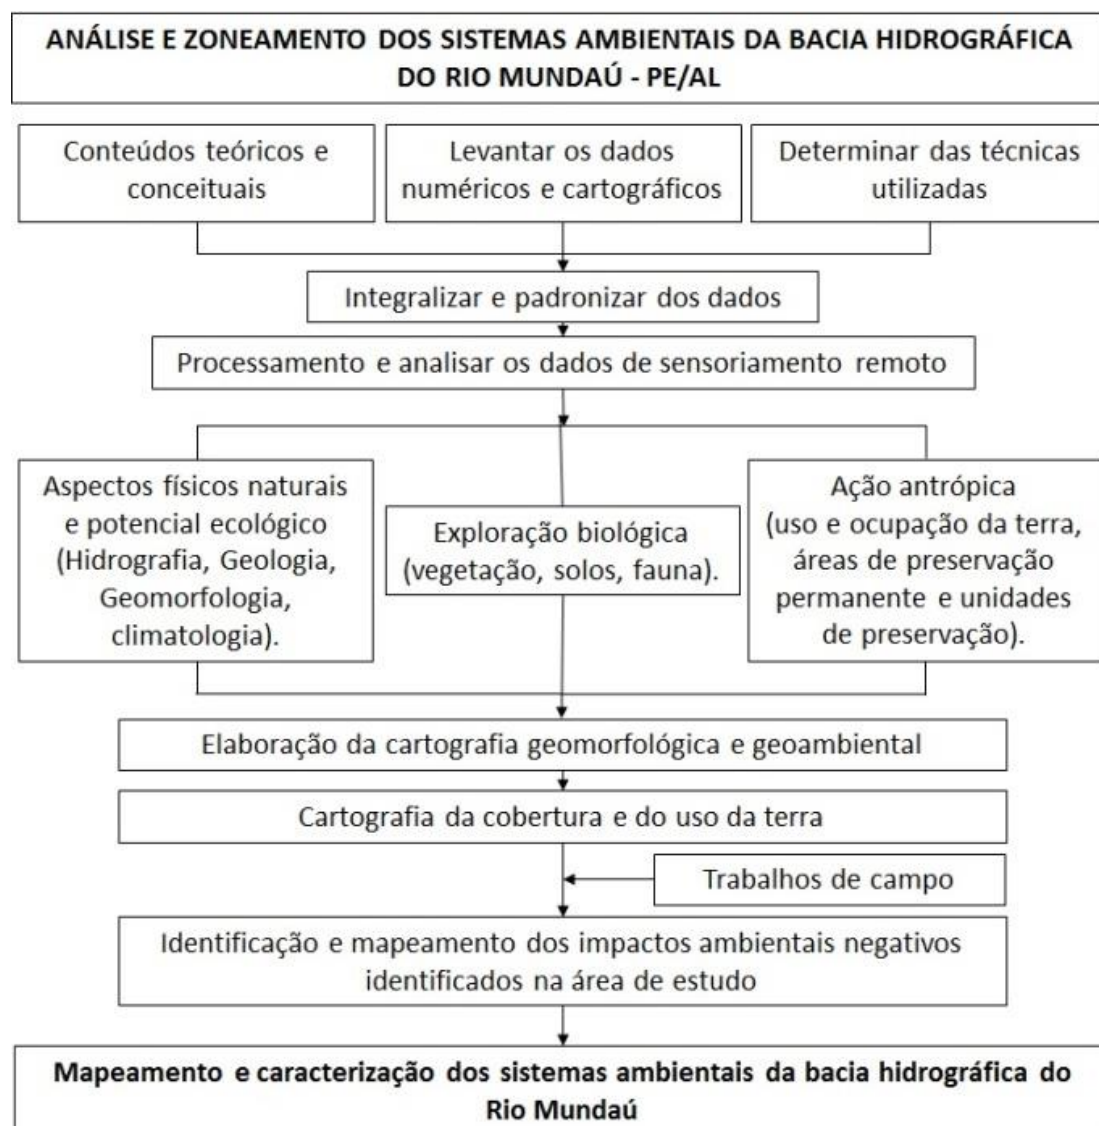 ANÁLISE E ZONEAMENTO DOS SISTEMAS AMBIENTAIS DA BACIA HIDROGRÁFICA
DO RIO MUNDAÚ - PE/AL
Conteúdos teóricos e
conceituais
Levantar os dados
numéricos e cartográficos
Determinar das técnicas
utilizadas
Integralizar e padronizar dos dados
Processamento e analisar os dados de sensoriamento remoto
Aspectos físicos naturais
e potencial ecológico
(Hidrografia, Geologia,
Geomorfologia,
climatologia).
Exploração biológica
(vegetação, solos, fauna).
Ação antrópica
(uso e ocupação da terra,
áreas de preservação
permanente e unidades
de preservação).
Elaboração da cartografia geomorfológica e geoambiental
Cartografia da cobertura e do uso da terra
Trabalhos de campo
Identificação e mapeamento dos impactos ambientais negativos
identificados na área de estudo
Mapeamento e caracterização dos sistemas ambientais da bacia hidrográfica do
Rio Mundaú